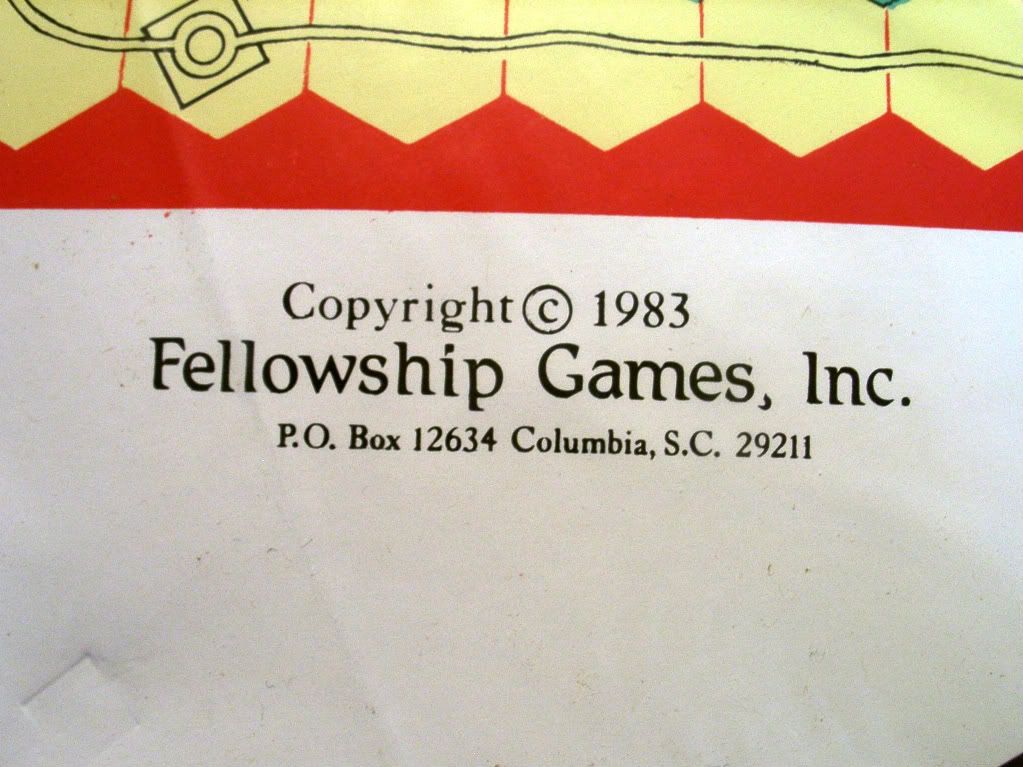 Copyright © 1983
Fellowship Games, Inc.
P.O. Box 12634 Columbia, S.C. 29211